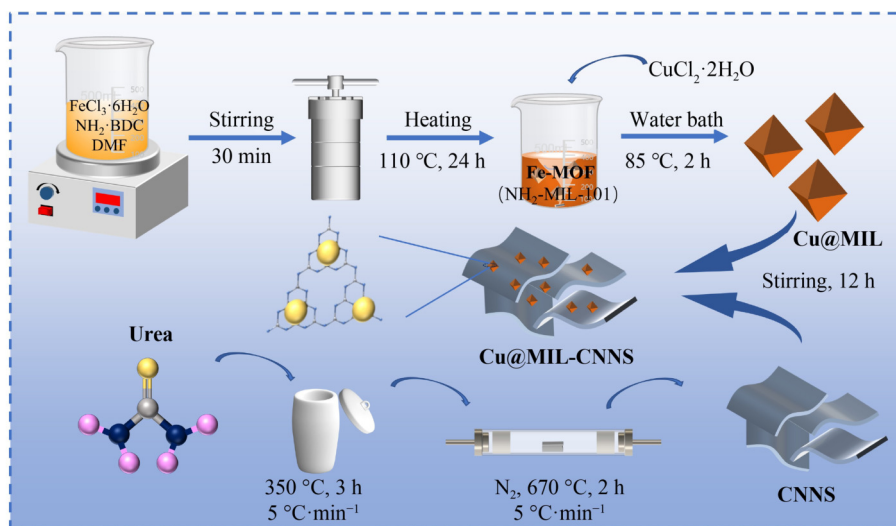 FeCl₃·6H₂O
NH₂·BDC
DMF
Stirring
30 min
Heating
110 °C, 24 h
CuCl₂·2H₂O
Fe-MOF
(NH₂-MIL-101)
Water bath
85 °C, 2 h
Cu@MIL
Stirring, 12 h
Cu@MIL-CNNS
Urea
350 °C, 3 h
5 °C·min⁻¹
N₂, 670 °C, 2 h
5 °C·min⁻¹
CNNS